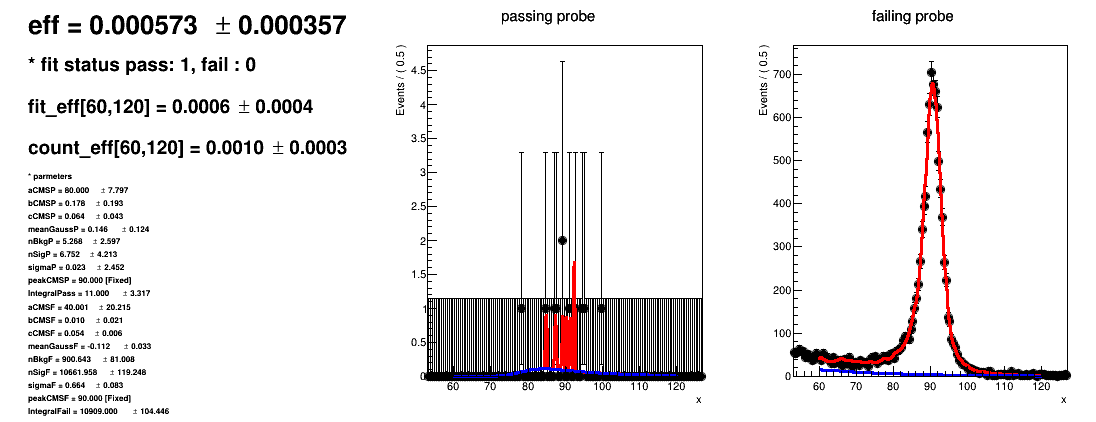 eff = 0.000573 ± 0.000357
* fit status pass: 1, fail : 0
fit_eff[60,120] = 0.0006 ± 0.0004
count_eff[60,120] = 0.0010 ± 0.0003
* parmeters
aCMSP = 80.000 ± 7.797
bCMSP = 0.178 ± 0.193
cCMSP = 0.064 ± 0.043
meanGaussP = 0.146 ± 0.124
nBkgP = 5.268 ± 2.597
nSigP = 6.752 ± 4.213
sigmaP = 0.023 ± 2.452
peakCMSP = 90.000 [Fixed]
IntegralPass = 11.000 ± 3.317
aCMSF = 40.001 ± 20.215
bCMSF = 0.010 ± 0.021
cCMSF = 0.054 ± 0.006
meanGaussF = -0.112 ± 0.033
nBkgF = 900.643 ± 81.008
nSigF = 10661.958 ± 119.248
sigmaF = 0.664 ± 0.083
peakCMSF = 90.000 [Fixed]
IntegralFail = 10909.000 ± 104.446
passing probe
Events / ( 0.5 )
4.5
4
3.5
3
2.5
2
1.5
1
0.5
0
60 70 80 90 100 110 120
x
failing probe
Events / ( 0.5 )
700
600
500
400
300
200
100
0
60 70 80 90 100 110 120
x